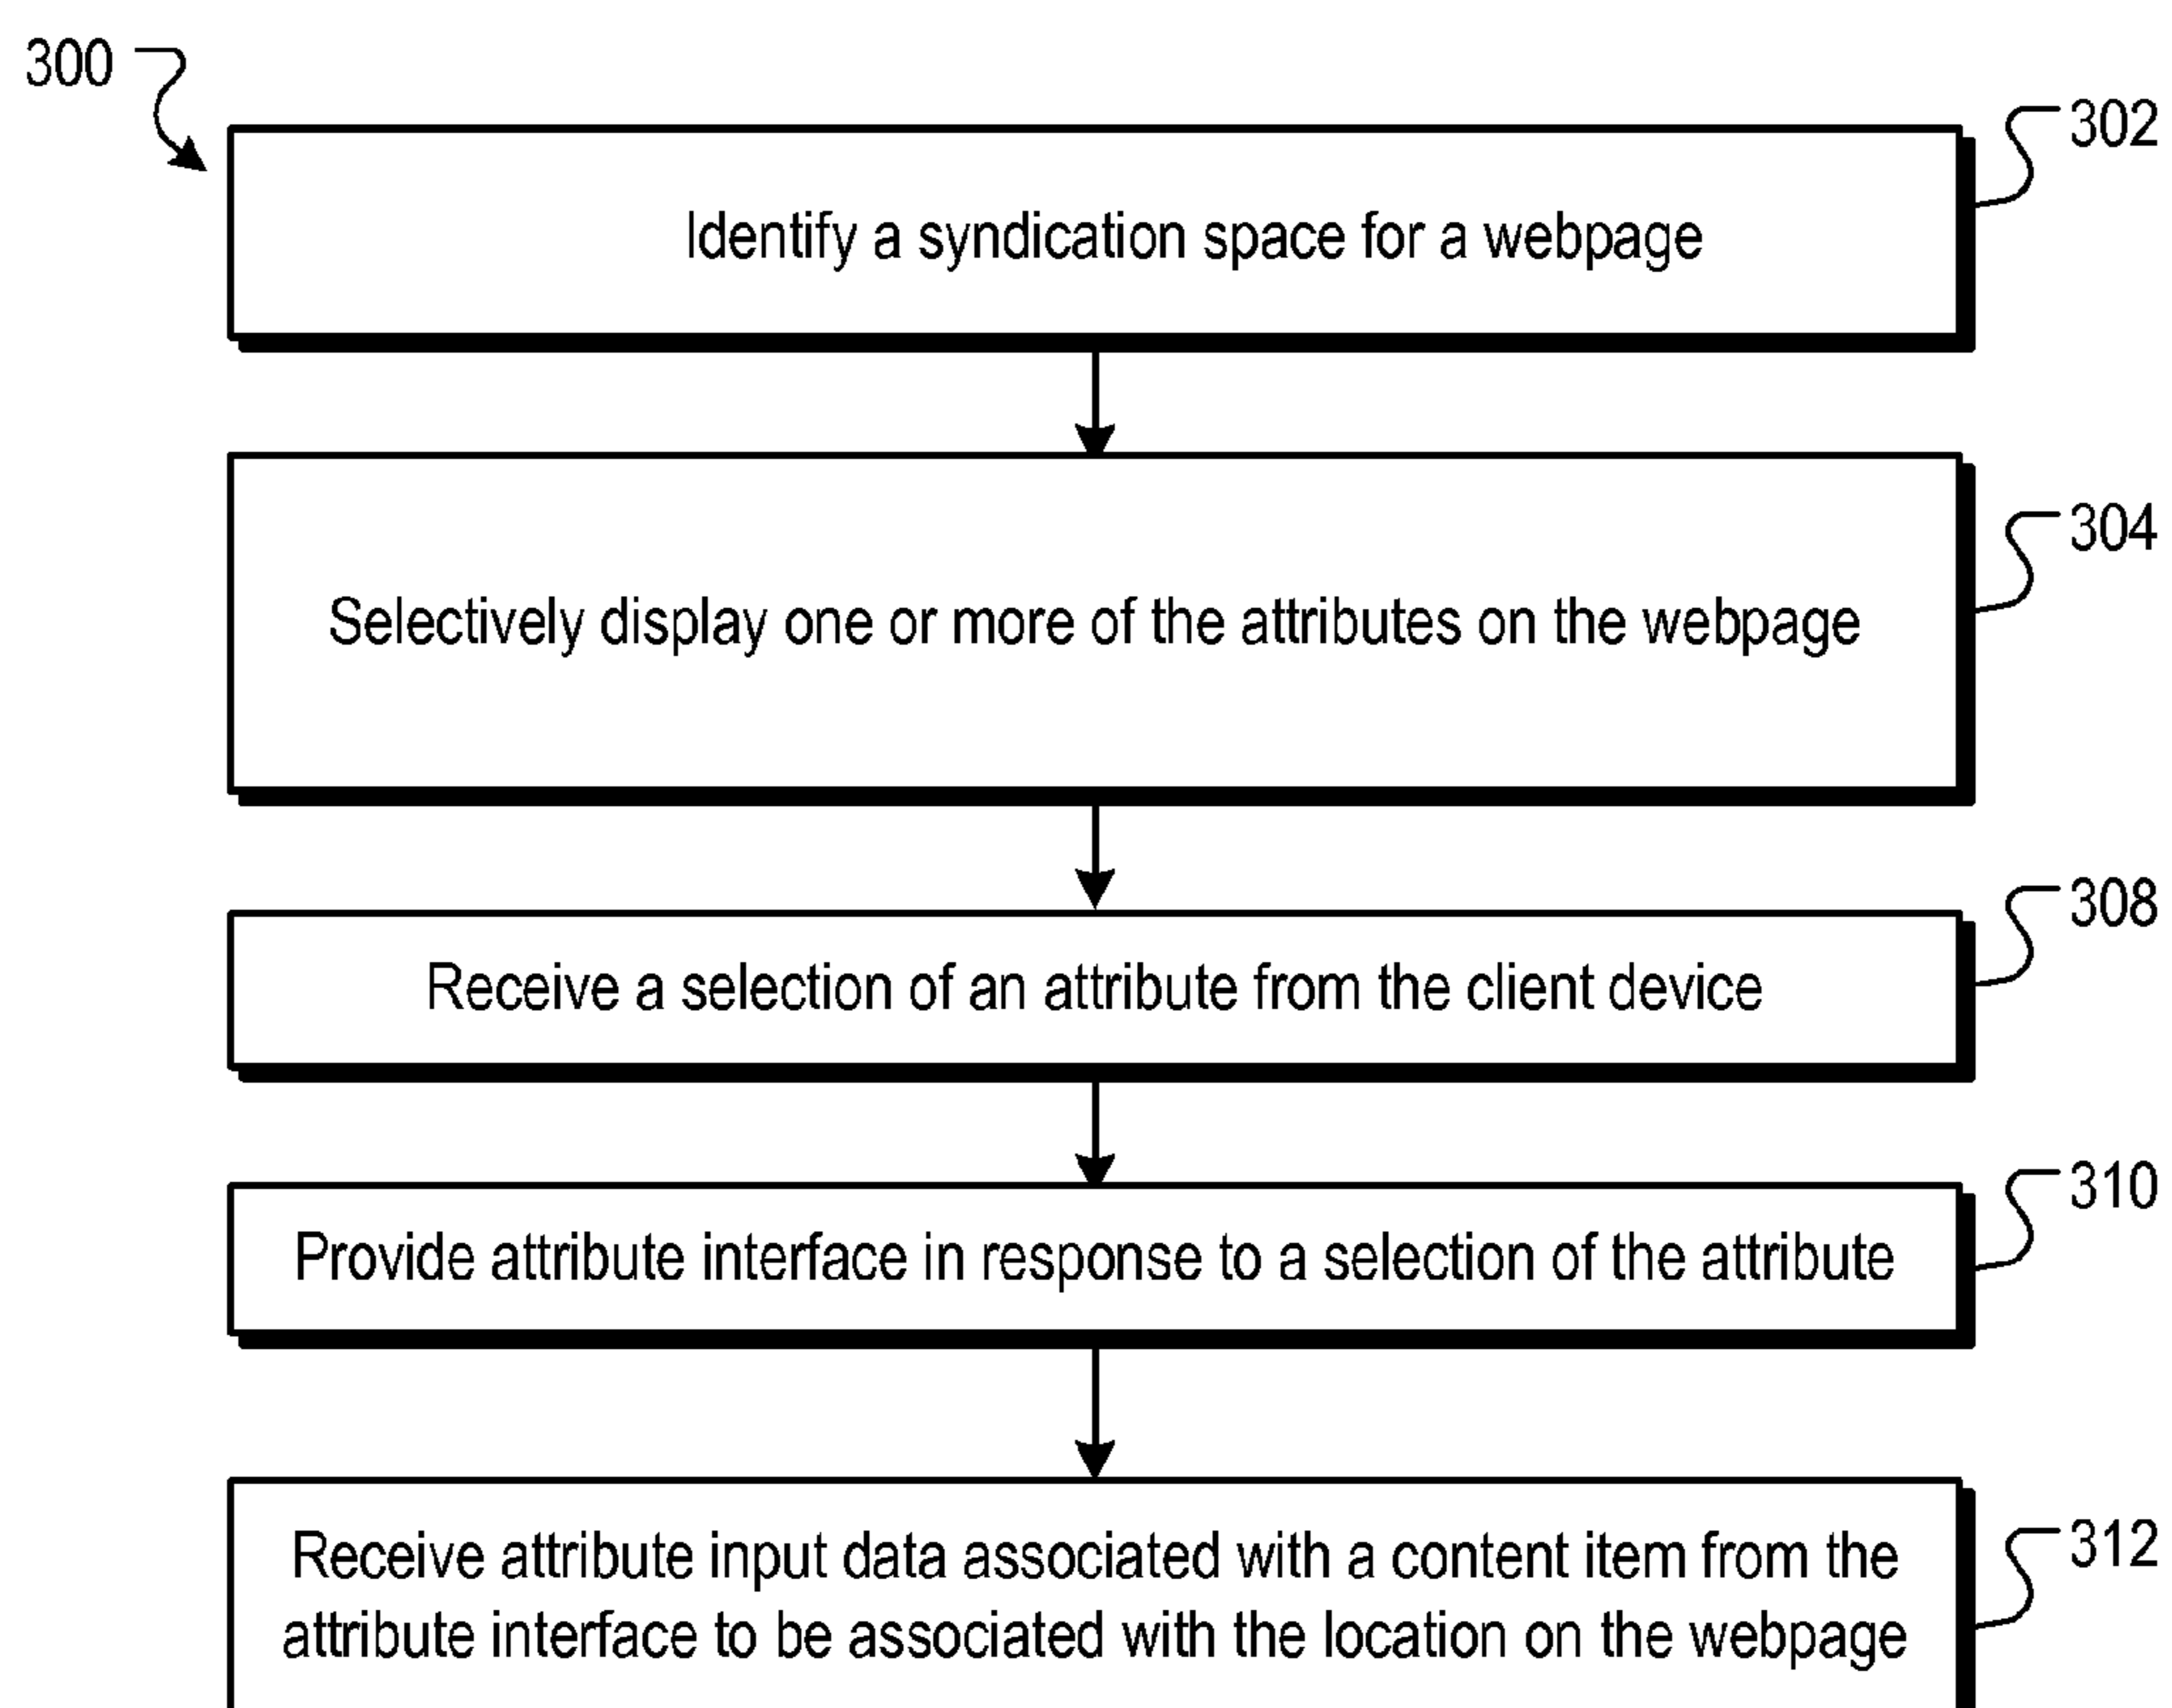 300
302
Identify a syndication space for a webpage
304
Selectively display one or more of the attributes on the webpage
308
Receive a selection of an attribute from the client device
310
Provide attribute interface in response to a selection of the attribute
312
Receive attribute input data associated with a content item from the
attribute interface to be associated with the location on the webpage